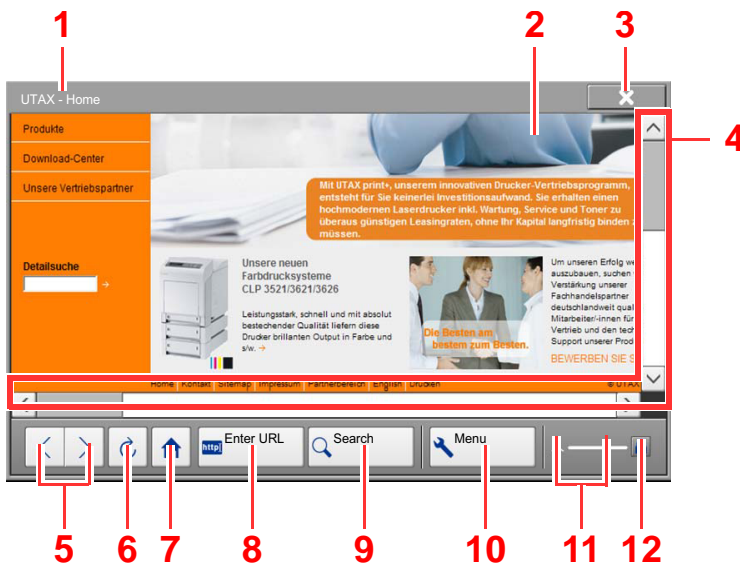 1
2
3
UTAX - Home
4
Produkte
Download-Center
Unsere Vertriebspartner
Detailsuche
Mit UTAX print+, unserem innovativen Drucker-Vertriebsprogramm,
entsteht für Sie keinerlei Investitionsaufwand. Sie erhalten einen
hochmodernen Laserdrucker inkl. Wartung, Service und Toner zu
überaus günstigen Leasingraten, ohne Ihr Kapital langfristig binden
müssen.
Unsere neuen
Farbdrucksysteme
CLP 3521/3621/3626
Leistungsstark, schnell und mit absolut
bestechender Qualität liefern diese
Drucker brillanten Output in Farbe und
s/w. →
Die Besten am
bestem zum Besten.
Um unseren Erfolg
auszubauen, suchen
Verstärkung unserer
Fachhandelspartner
deutschlandweit
Mitarbeiter/-innen für
Vertrieb und den
Support unserer
BEWERBEN SIE
Home | Kontakt | Sitemap | Impressum | Partnerbereich | English | Drucken
© UTAX
http:
Enter URL
Search
Menu
5
6
7
8
9
10
11
12